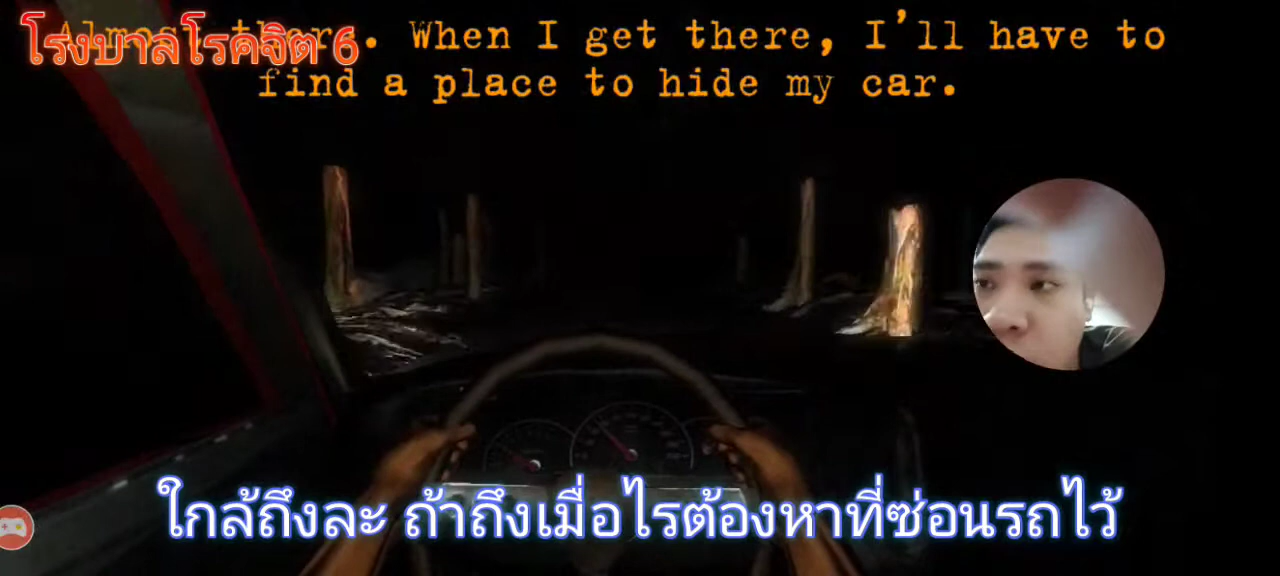 โรงบาลโรคจิต 6
Almost there. When I get there, I'll have to
find a place to hide my car.
ใกล้ถึงละ ถ้าถึงเมื่อไรต้องหาที่ซ่อนรถไว้